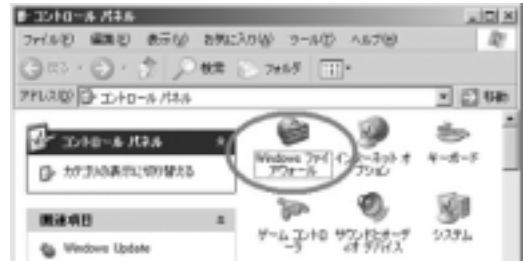 コントロール パネル
ファイル(F) 編集(E) 表示(V) お気に入り(A) ツール(T) ヘルプ(H)
戻る 検索 フォルダ
アドレス(D) コントロール パネル 移動
コントロール パネル
カテゴリの表示に切り替える
関連項目
Windows Update
Windows ファイアウォール
インターネット オプション
キーボード
ゲーム コントローラ
サウンドとオーディオ デバイス
システム